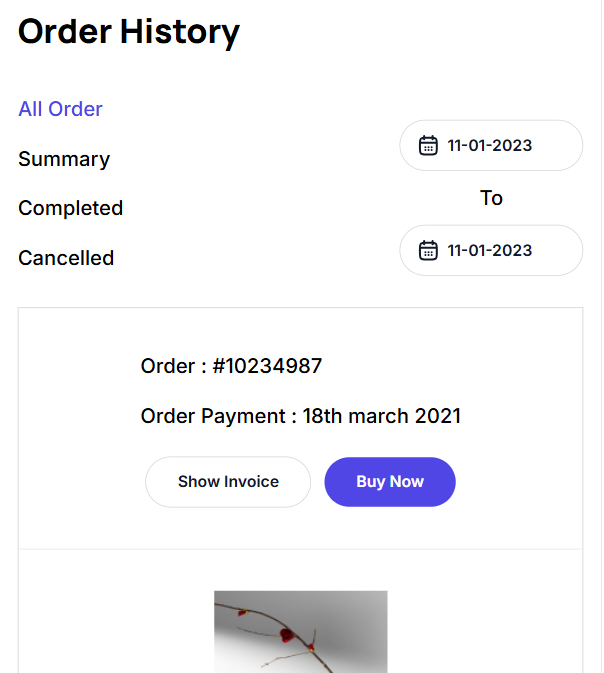 Order History
All Order
Summary
Completed
Cancelled
11-01-2023
To
11-01-2023
Order : #10234987
Order Payment : 18th march 2021
Show Invoice
Buy Now